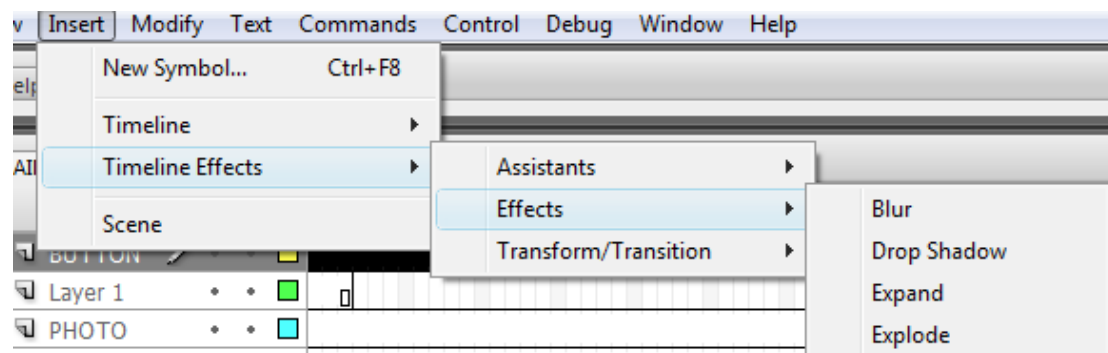 Insert Modify Text Commands Control Debug Window Help
New Symbol... Ctrl+F8
Timeline
Timeline Effects
Assistants
Effects
Blur
Scene
Transform/Transition
Drop Shadow
BUTTON
Layer 1
Expand
PHOTO
Explode